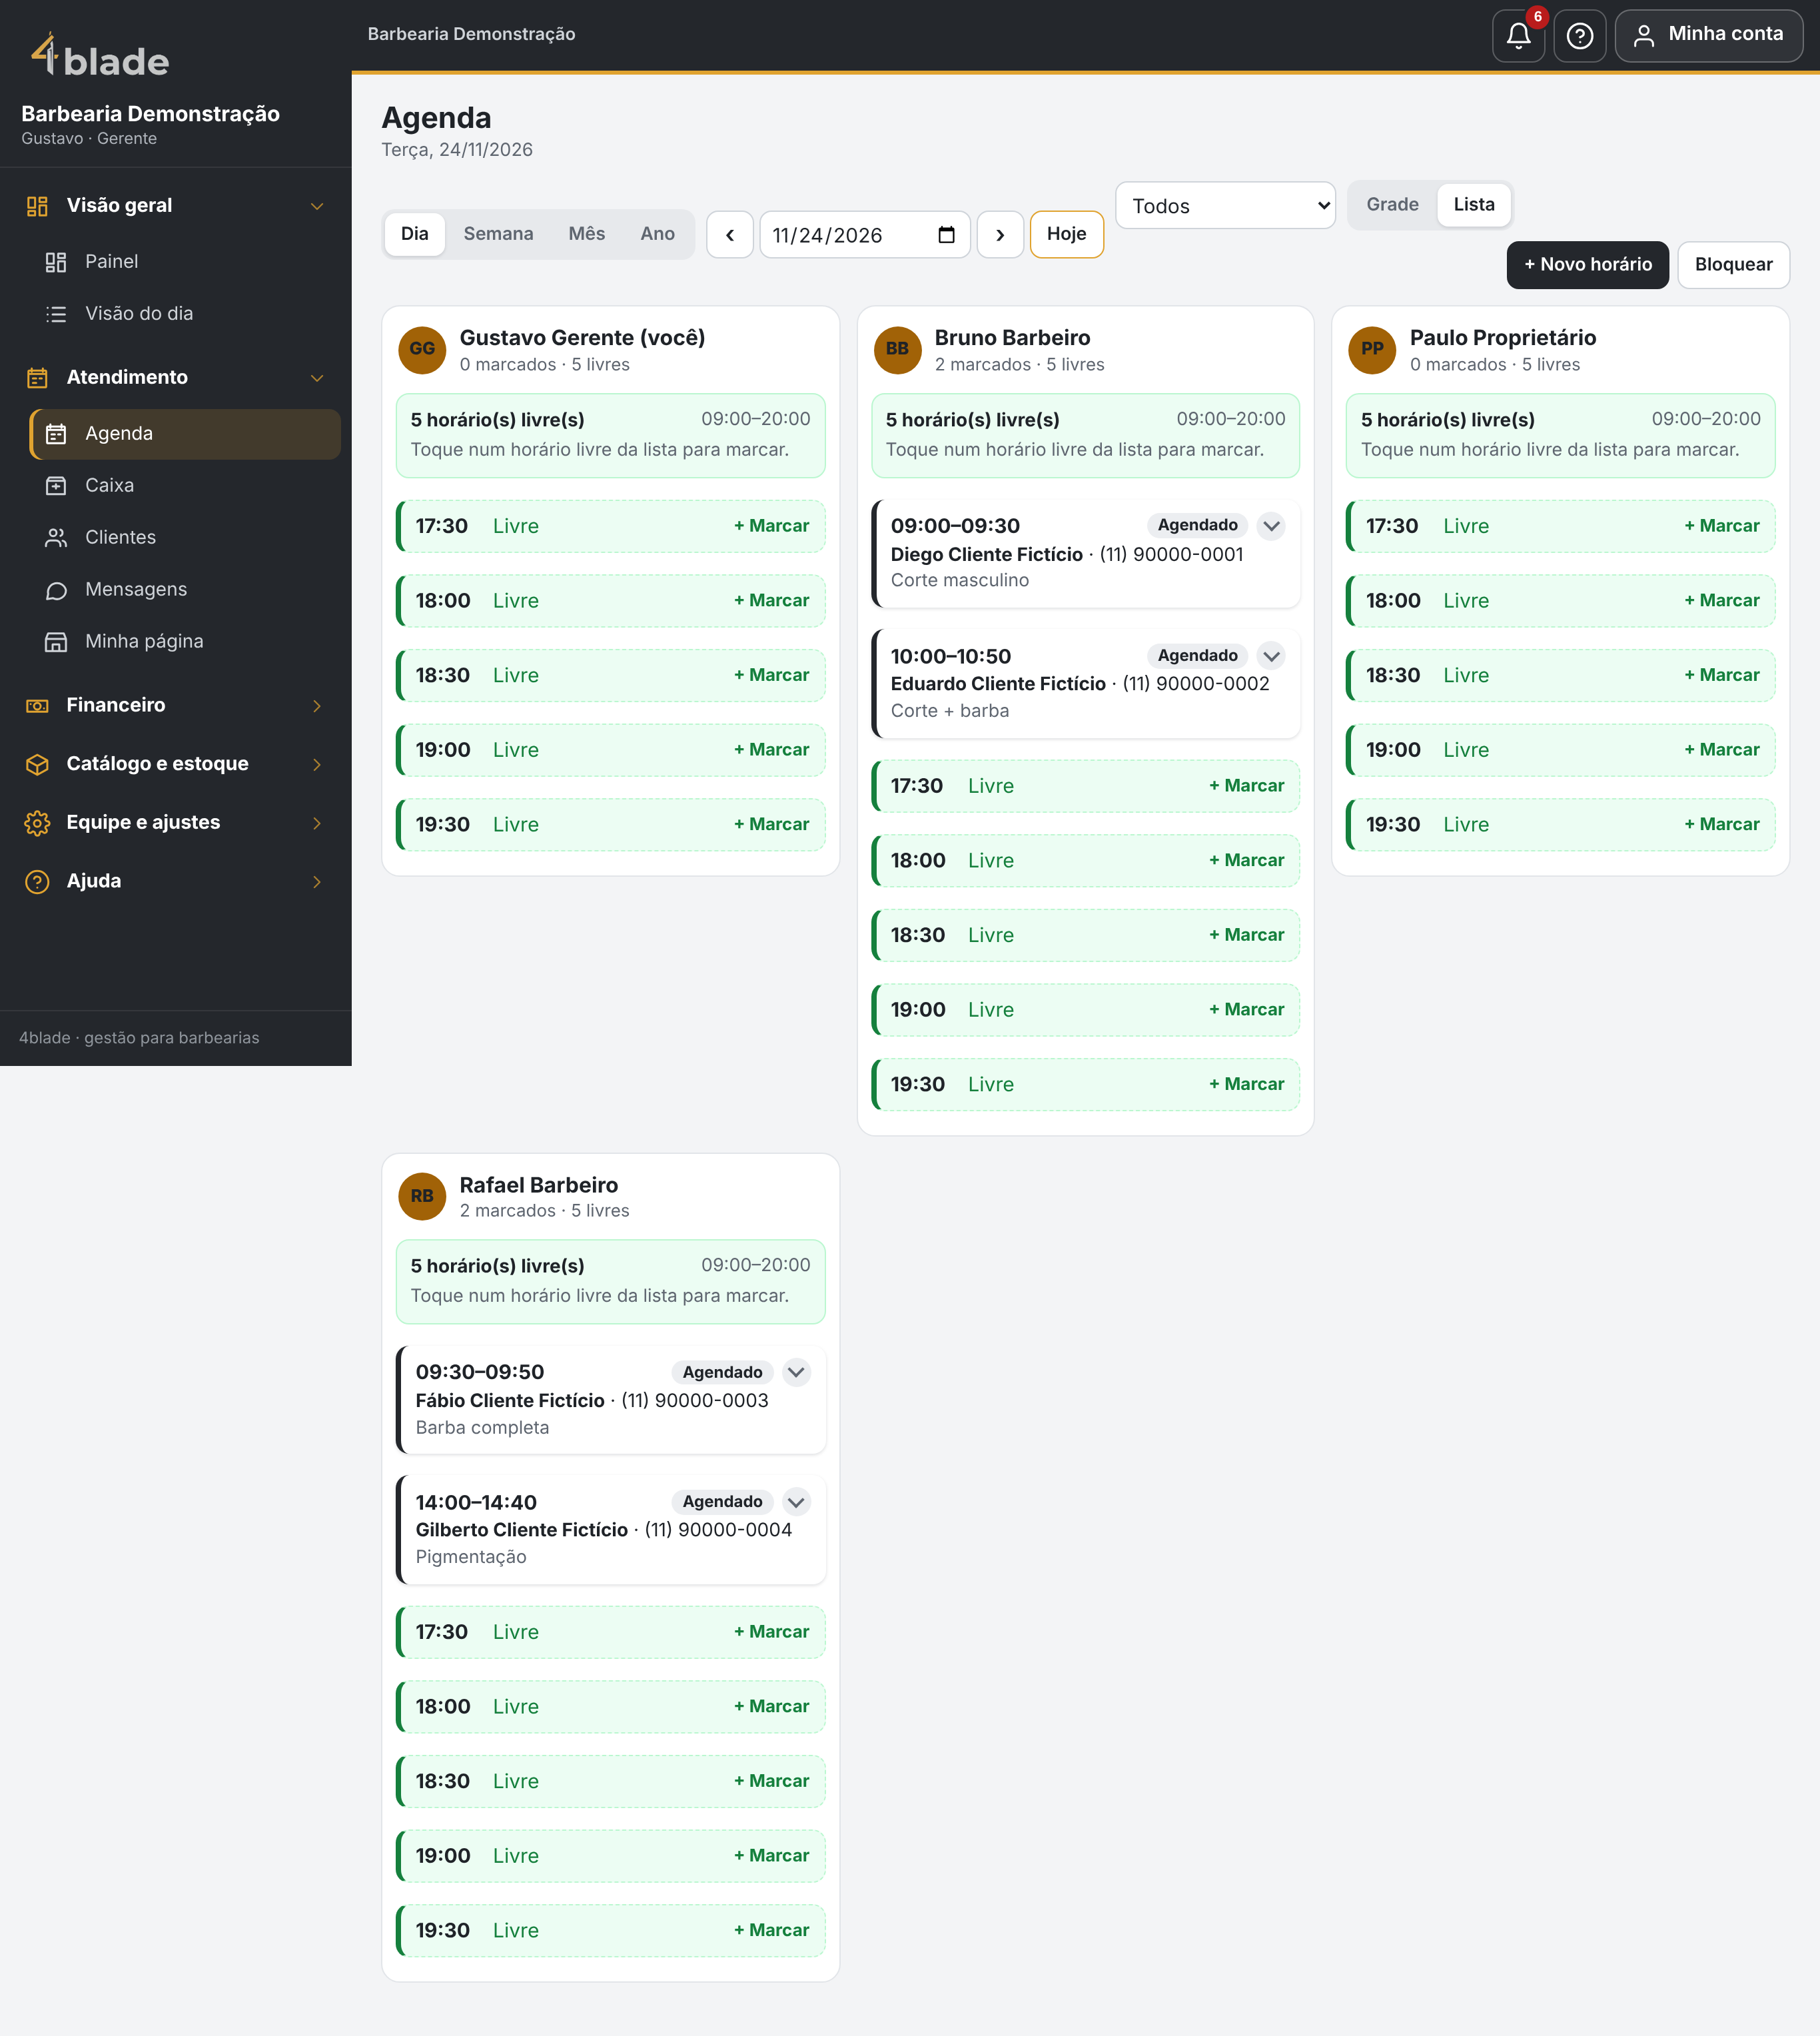 4blade
Barbearia Demonstração
Gustavo · Gerente
Visão geral
Painel
Visão do dia
Atendimento
Agenda
Caixa
Clientes
Mensagens
Minha página
Financeiro
Catálogo e estoque
Equipe e ajustes
Ajuda
4blade · gestão para barbearias
Barbearia Demonstração
6
Minha conta
Agenda
Terça, 24/11/2026
Dia Semana Mês Ano
‹ 11/24/2026 › Hoje
Todos
Grade Lista
+ Novo horário Bloquear
GG
Gustavo Gerente (você)
0 marcados · 5 livres
5 horário(s) livre(s) 09:00–20:00
Toque num horário livre da lista para marcar.
17:30 Livre + Marcar
18:00 Livre + Marcar
18:30 Livre + Marcar
19:00 Livre + Marcar
19:30 Livre + Marcar
BB
Bruno Barbeiro
2 marcados · 5 livres
5 horário(s) livre(s) 09:00–20:00
Toque num horário livre da lista para marcar.
09:00–09:30 Agendado
Diego Cliente Fictício · (11) 90000-0001
Corte masculino
10:00–10:50 Agendado
Eduardo Cliente Fictício · (11) 90000-0002
Corte + barba
17:30 Livre + Marcar
18:00 Livre + Marcar
18:30 Livre + Marcar
19:00 Livre + Marcar
19:30 Livre + Marcar
PP
Paulo Proprietário
0 marcados · 5 livres
5 horário(s) livre(s) 09:00–20:00
Toque num horário livre da lista para marcar.
17:30 Livre + Marcar
18:00 Livre + Marcar
18:30 Livre + Marcar
19:00 Livre + Marcar
19:30 Livre + Marcar
RB
Rafael Barbeiro
2 marcados · 5 livres
5 horário(s) livre(s) 09:00–20:00
Toque num horário livre da lista para marcar.
09:30–09:50 Agendado
Fábio Cliente Fictício · (11) 90000-0003
Barba completa
14:00–14:40 Agendado
Gilberto Cliente Fictício · (11) 90000-0004
Pigmentação
17:30 Livre + Marcar
18:00 Livre + Marcar
18:30 Livre + Marcar
19:00 Livre + Marcar
19:30 Livre + Marcar